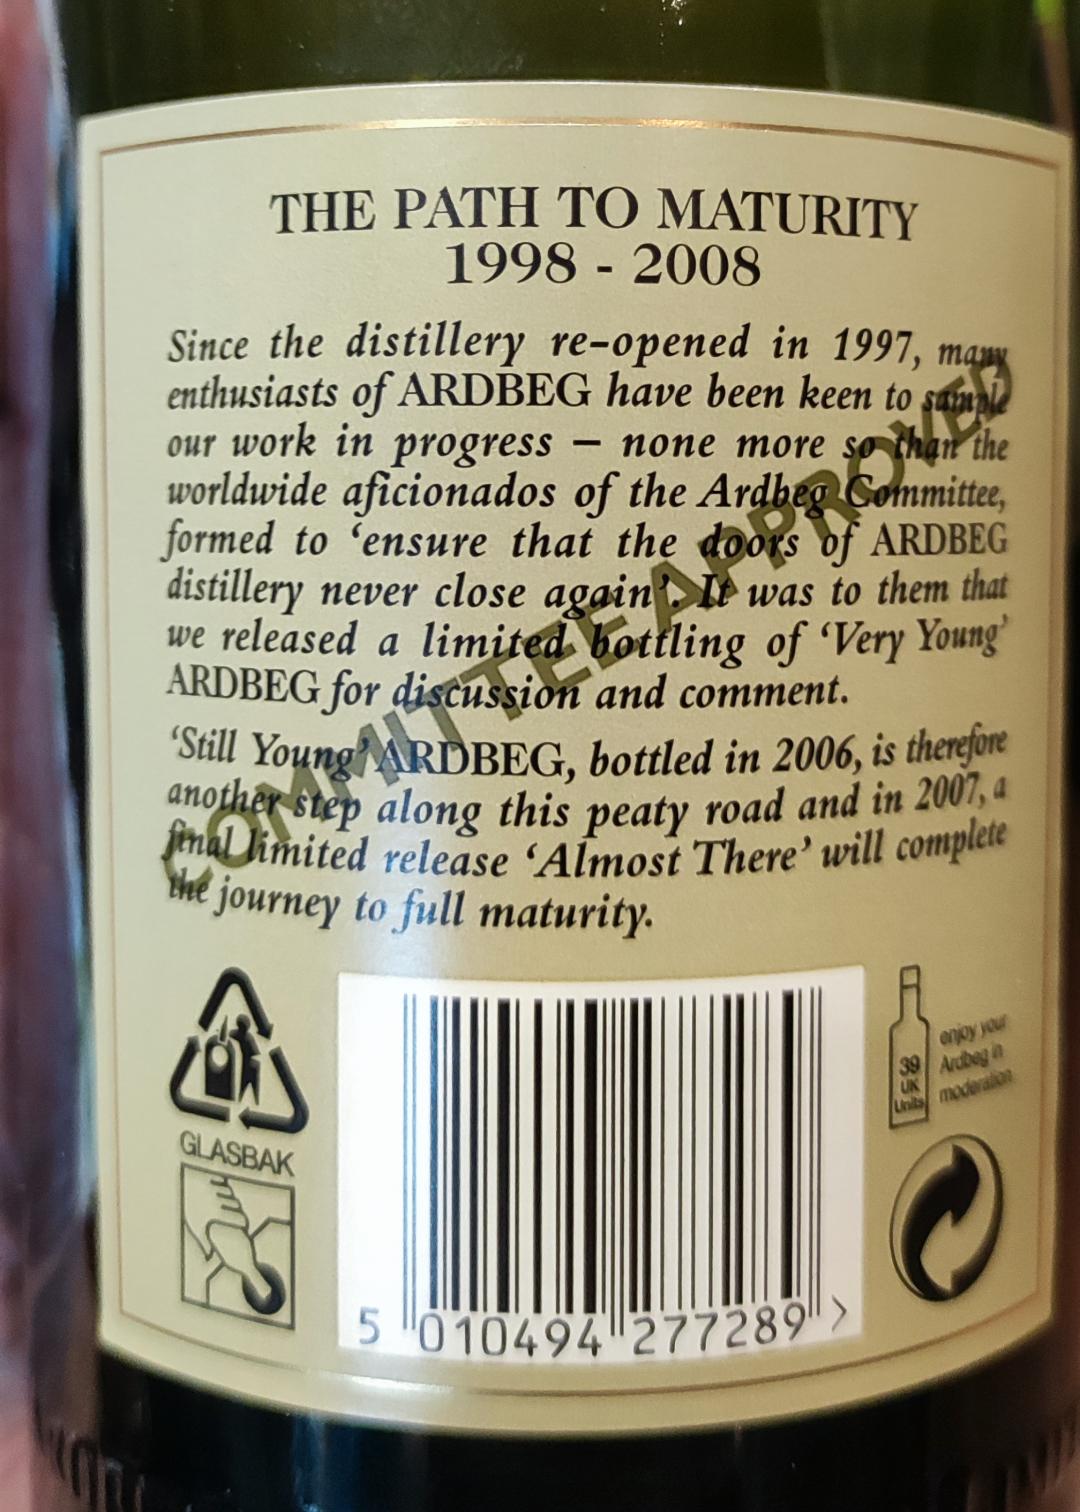 THE PATH TO MATURITY
1998 - 2008
Since the distillery re-opened in 1997, many
enthusiasts of ARDBEG have been keen to sample
our work in progress – none more so than the
worldwide aficionados of the Ardbeg Committee,
formed to ‘ensure that the doors of ARDBEG
distillery never close again’. It was to them that
we released a limited bottling of ‘Very Young’
ARDBEG for discussion and comment.
‘Still Young’ ARDBEG, bottled in 2006, is therefore
another step along this peaty road and in 2007, a
final limited release ‘Almost There’ will complete
the journey to full maturity.
COMMITTEE APPROVED
GLASBAK
39
UK
Units
enjoy your
Ardbeg in
moderation
5 010494 277289 >